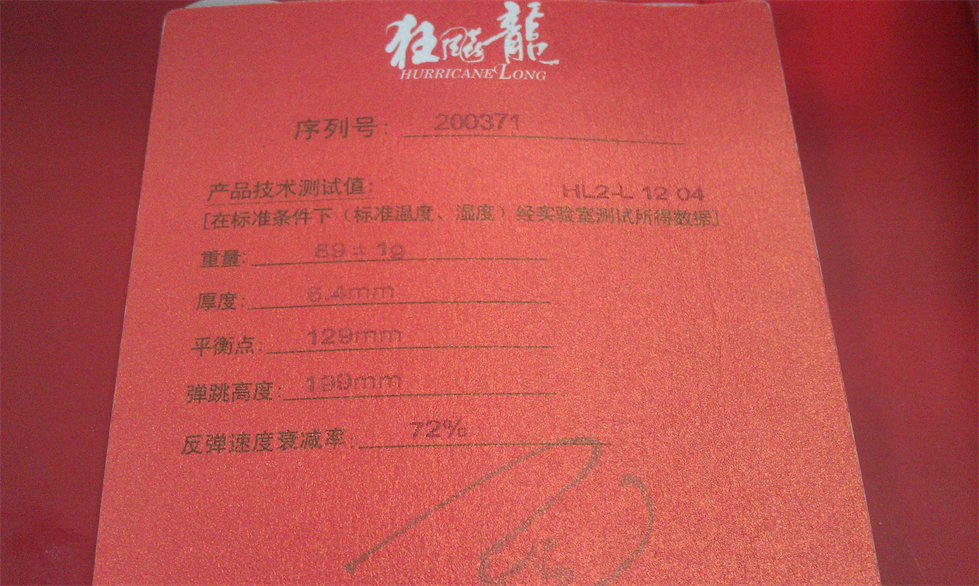 狂飚龍
HURRICANE LONG
序列号: 200371
产品技术测试值: HL2-L 12 04
[在标准条件下（标准温度、湿度）经实验室测试所得数据]
重量: 89±1g
厚度: 6.4mm
平衡点: 129mm
弹跳高度: 199mm
反弹速度衰减率: 72%